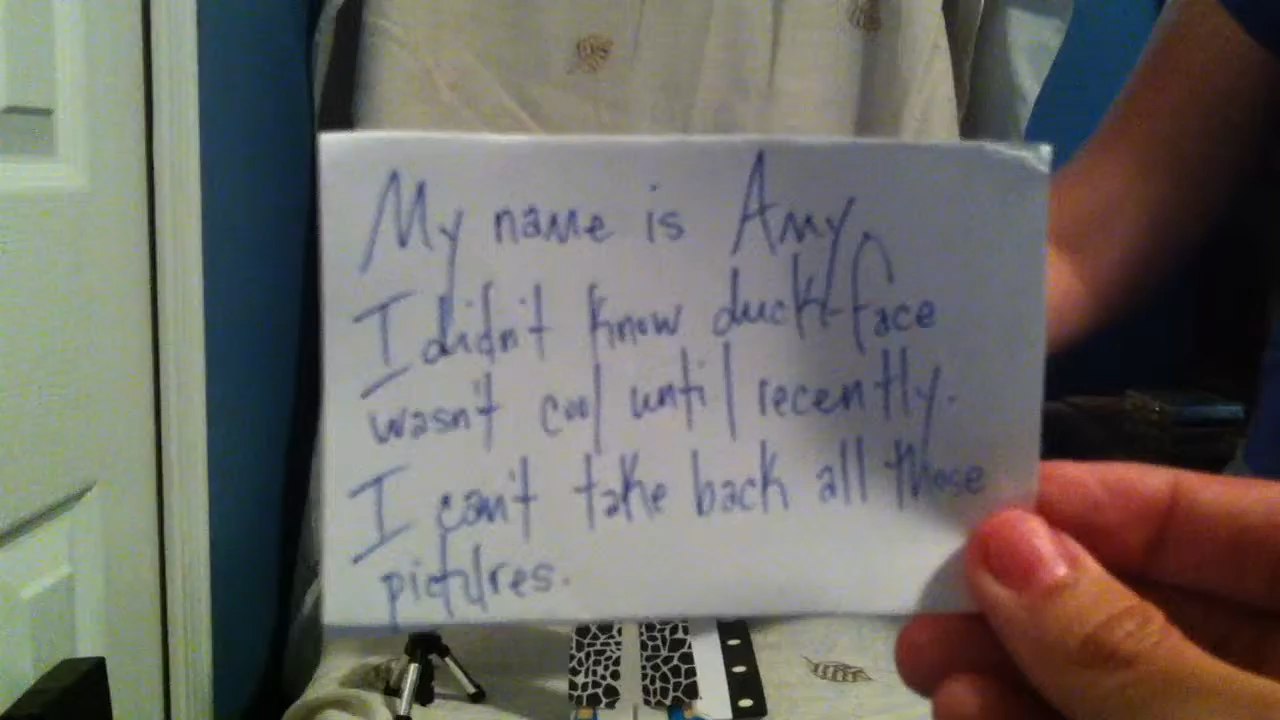 My name is Amy.
I didn't know duck-face
wasn't cool until recently.
I can't take back all those
pictures.